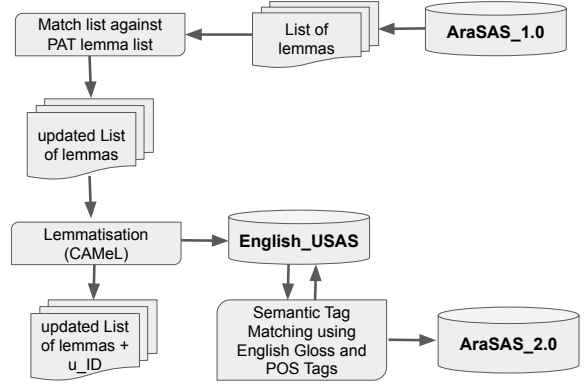 Match list against
PAT lemma list
List of
lemmas
AraSAS_1.0
updated List
of lemmas
Lemmatisation
(CAMeL)
English_USAS
updated List
of lemmas +
u_ID
Semantic Tag
Matching using
English Gloss and
POS Tags
AraSAS_2.0